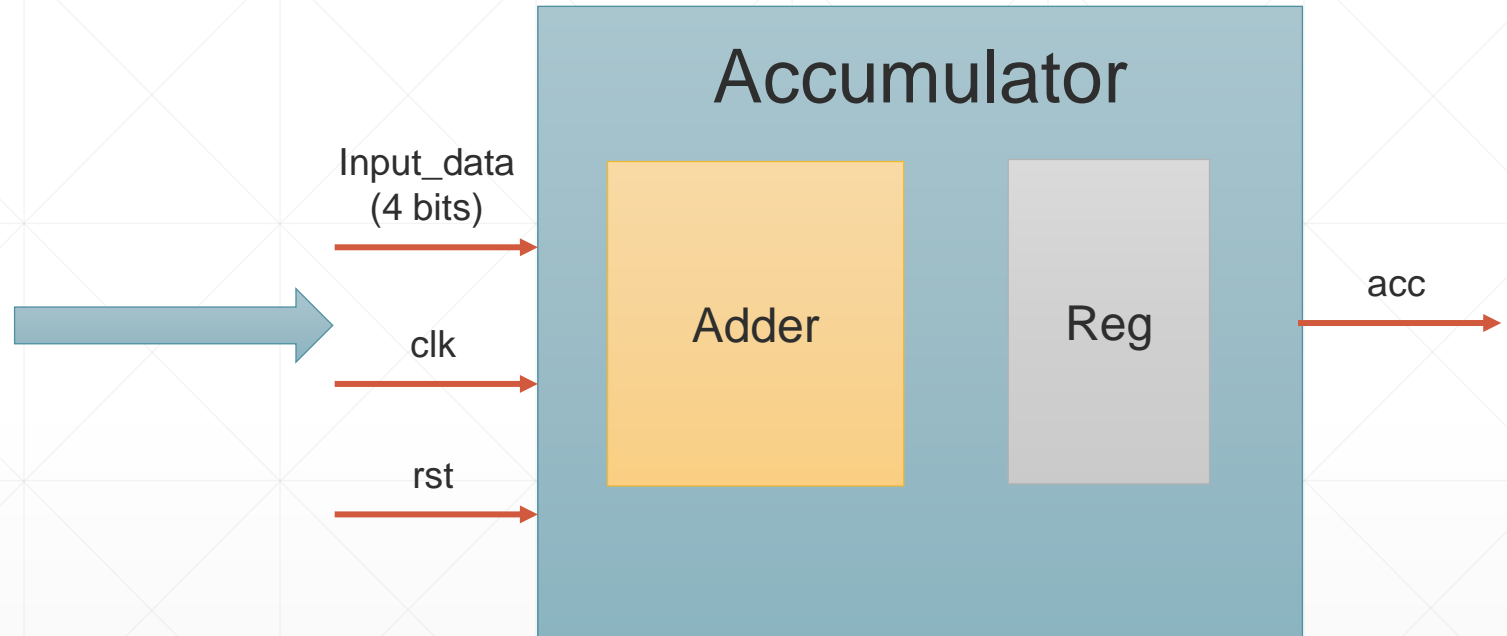 Accumulator
Input_data
(4 bits)
clk
rst
Adder
Reg
acc